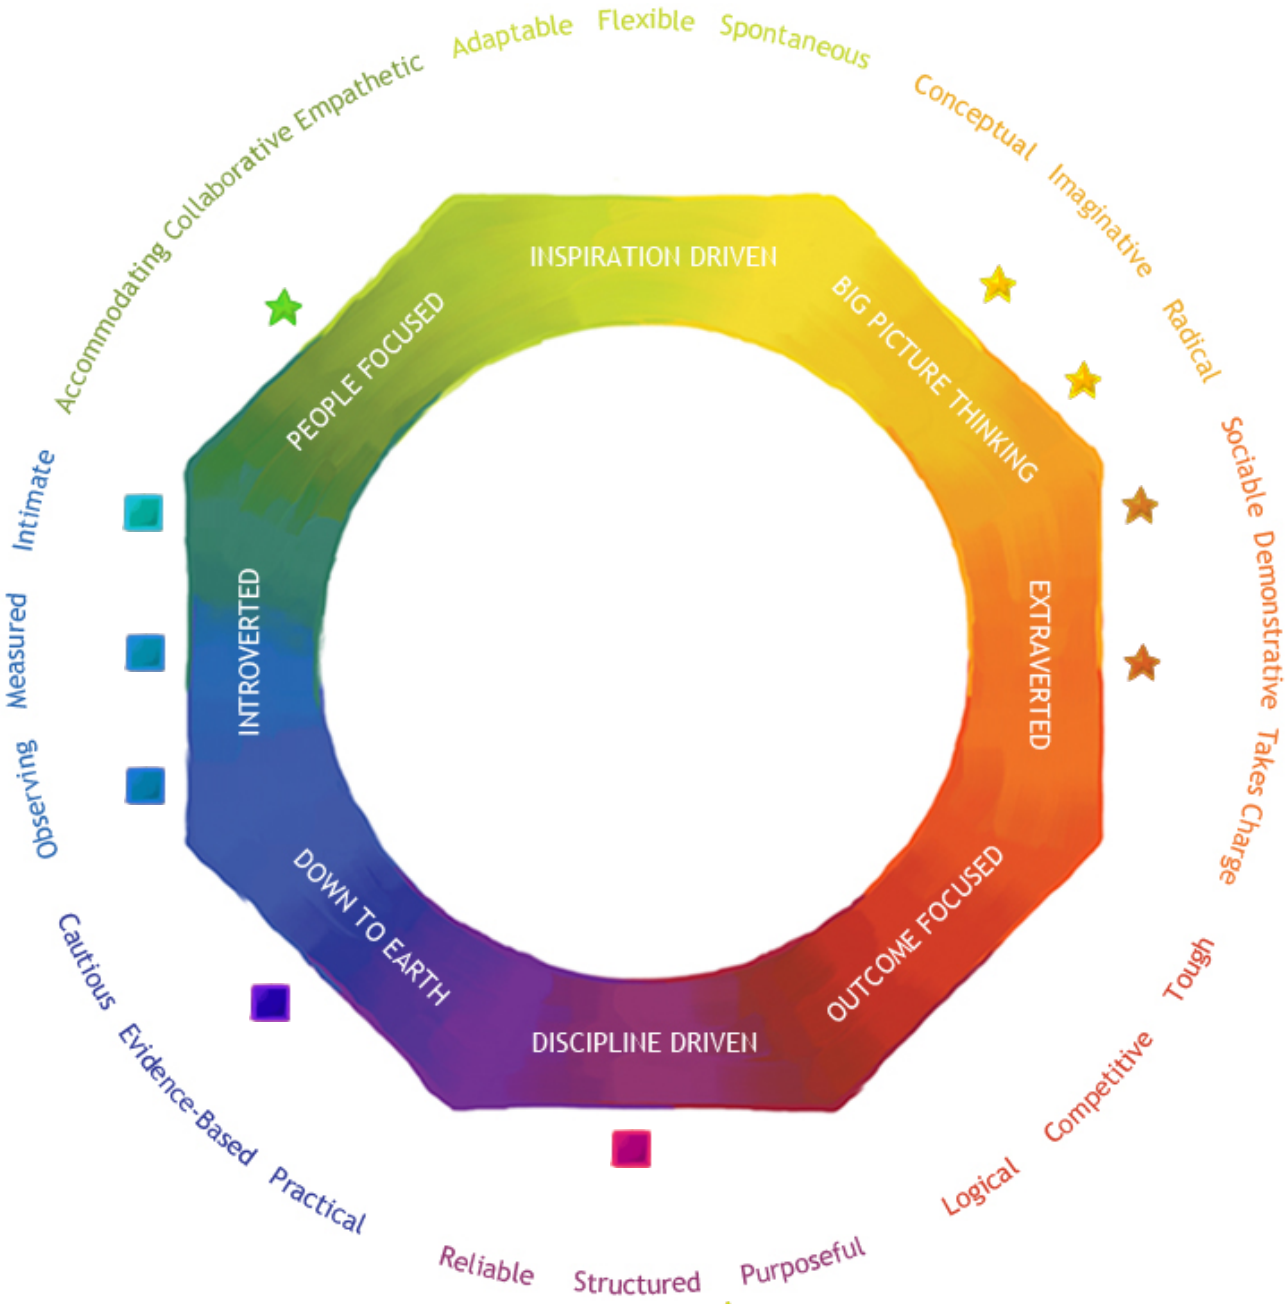 Adaptable Flexible Spontaneous
Conceptual Imaginative Radical
Sociable Demonstrative Takes Charge
Tough
Competitive
Logical
Reliable Structured Purposeful
Cautious Evidence-Based Practical
Observing Measured Intimate
Accommodating Collaborative Empathetic
INSPIRATION DRIVEN
BIG PICTURE THINKING
EXTRAVERTED
OUTCOME FOCUSED
DISCIPLINE DRIVEN
DOWN TO EARTH
INTROVERTED
PEOPLE FOCUSED